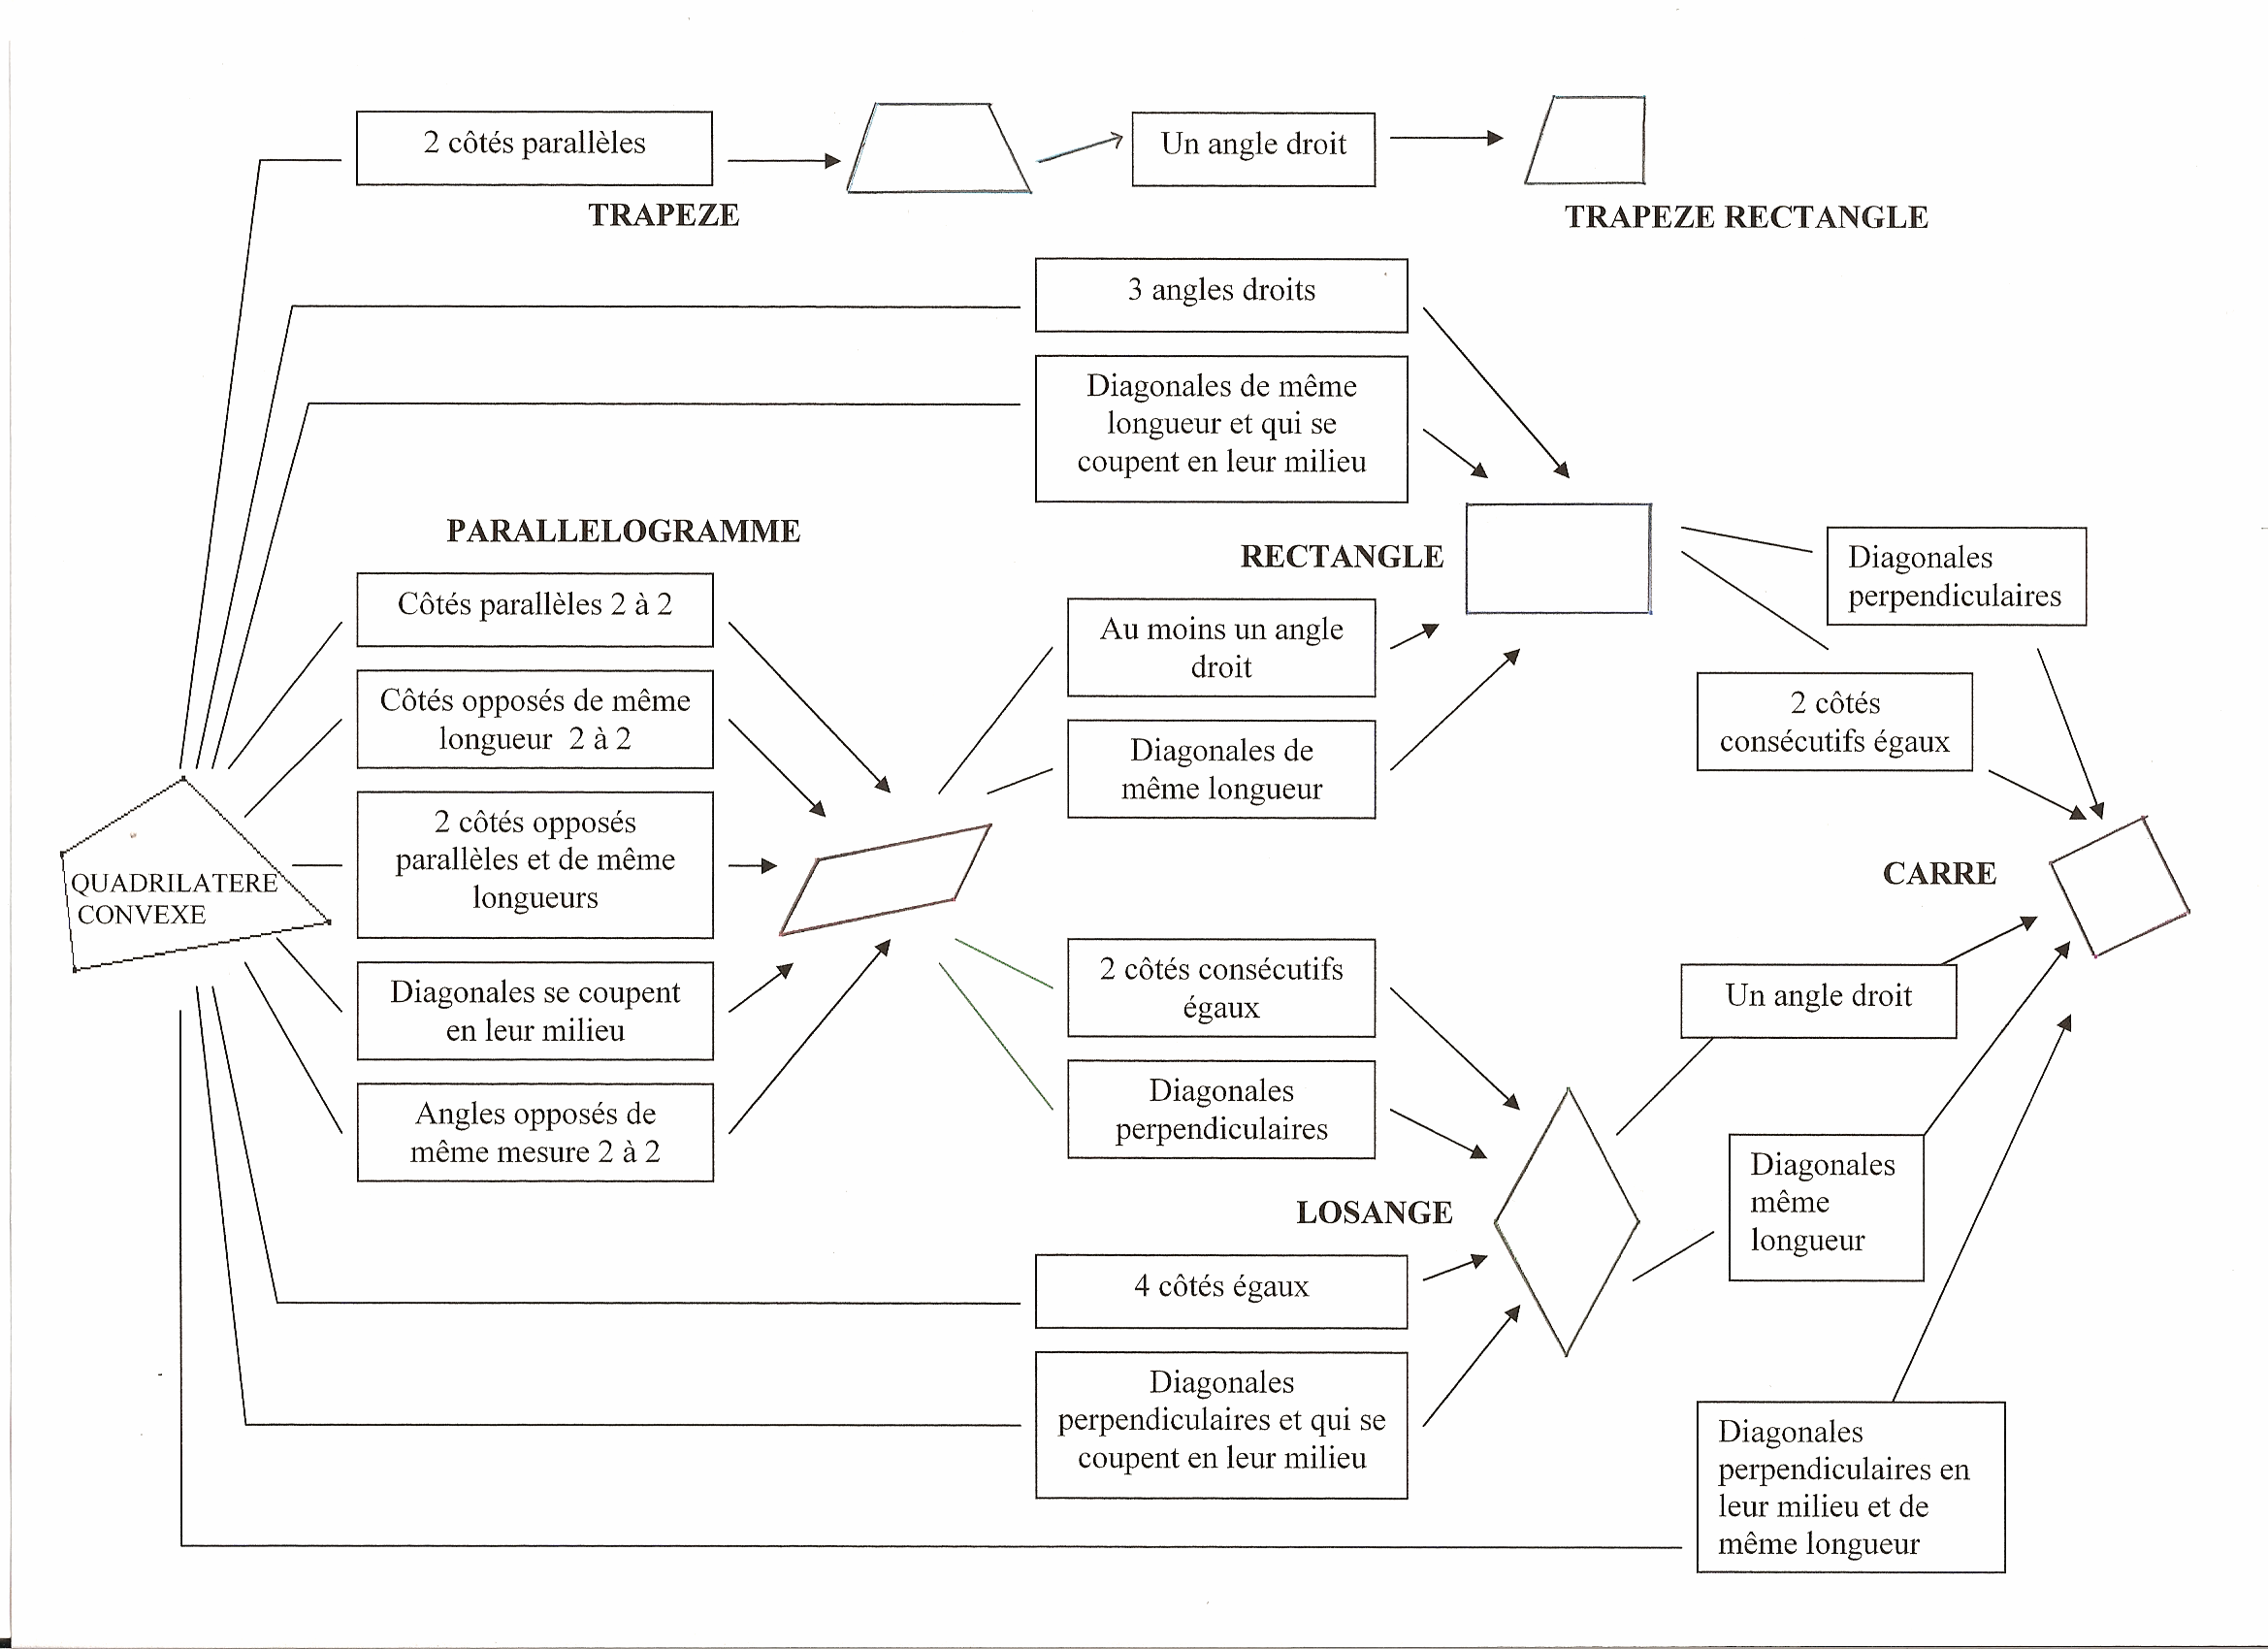 2 côtés parallèles
Un angle droit
TRAPEZE
TRAPEZE RECTANGLE
3 angles droits
Diagonales de même
longueur et qui se
coupent en leur milieu
PARALLELOGRAMME
RECTANGLE
Diagonales
perpendiculaires
Côtés parallèles 2 à 2
Au moins un angle
droit
Côtés opposés de même
longueur 2 à 2
2 côtés
consécutifs égaux
Diagonales de
même longueur
2 côtés opposés
parallèles et de même
longueurs
QUADRILATERE
CONVEXE
CARRE
Diagonales se coupent
en leur milieu
2 côtés consécutifs
égaux
Un angle droit
Angles opposés de
même mesure 2 à 2
Diagonales
perpendiculaires
Diagonales
même
longueur
LOSANGE
4 côtés égaux
Diagonales
perpendiculaires et qui se
coupent en leur milieu
Diagonales
perpendiculaires en
leur milieu et de
même longueur